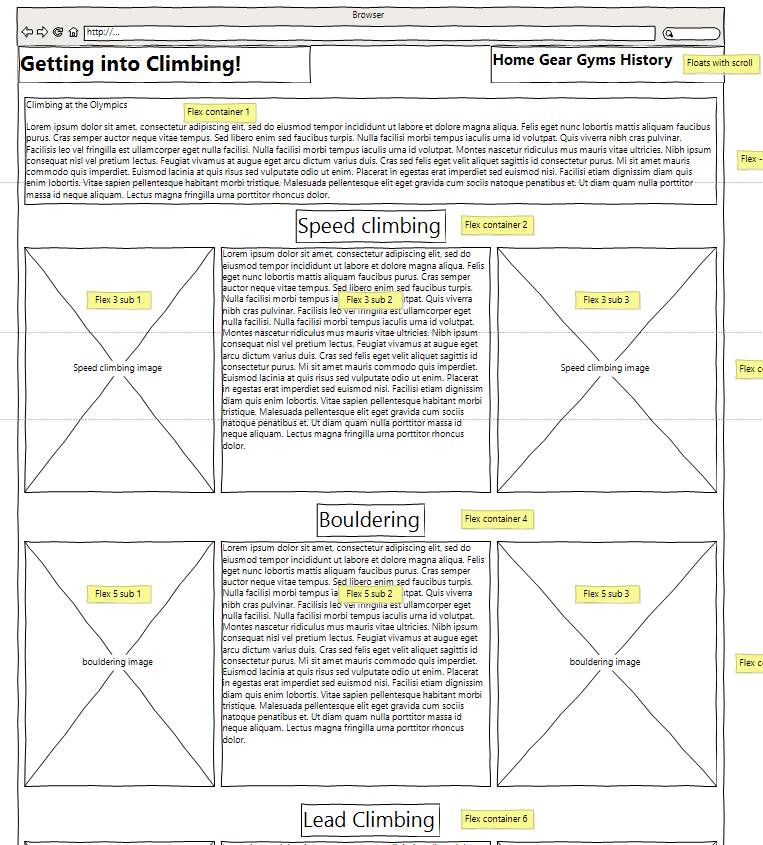 Browser
http://...
Getting into Climbing!
Home Gear Gyms History
Floats with scroll
Climbing at the Olympics
Flex container 1
Lorem ipsum dolor sit amet, consectetur adipiscing elit, sed do eiusmod tempor incididunt ut labore et dolore magna aliqua. Felis eget nunc lobortis mattis aliquam faucibus
purus. Cras semper auctor neque vitae tempus. Sed libero enim sed faucibus turpis. Nulla facilisi morbi tempus iaculis urna id volutpat. Quis viverra nibh cras pulvinar.
Facilisis leo vel fringilla est ullamcorper eget nulla facilisi. Nulla facilisi morbi tempus iaculis urna id volutpat. Montes nascetur ridiculus mus mauris vitae ultricies. Nibh ipsum
consequat nisl vel pretium lectus. Feugiat vivamus at augue eget arcu dictum varius duis. Cras sed felis eget velit aliquet sagittis id consectetur purus. Mi sit amet mauris
commodo quis imperdiet. Euismod lacinia at quis risus sed vulputate odio ut enim. Placerat in egestas erat imperdiet sed euismod nisi. Facilisi etiam dignissim diam quis
enim lobortis. Vitae sapien pellentesque habitant morbi tristique. Malesuada pellentesque elit eget gravida cum sociis natoque penatibus et. Ut diam quam nulla porttitor
massa id neque aliquam. Lectus magna fringilla urna porttitor rhoncus dolor.
Flex -
Speed climbing
Flex container 2
Lorem ipsum dolor sit amet, consectetur adipiscing elit, sed do
eiusmod tempor incididunt ut labore et dolore magna aliqua. Felis
eget nunc lobortis mattis aliquam faucibus purus. Cras semper
auctor neque vitae tempus. Sed libero enim sed faucibus turpis.
Nulla facilisi morbi tempus ia tpat. Quis viverra
nibh cras pulvinar. Facilisis leo vel fringilla est ullamcorper eget
nulla facilisi. Nulla facilisi morbi tempus iaculis urna id volutpat.
Montes nascetur ridiculus mus mauris vitae ultricies. Nibh ipsum
consequat nisl vel pretium lectus. Feugiat vivamus at augue eget
arcu dictum varius duis. Cras sed felis eget velit aliquet sagittis id
consectetur purus. Mi sit amet mauris commodo quis imperdiet.
Euismod lacinia at quis risus sed vulputate odio ut enim. Placerat
in egestas erat imperdiet sed euismod nisi. Facilisi etiam dignissim
diam quis enim lobortis. Vitae sapien pellentesque habitant morbi
tristique. Malesuada pellentesque elit eget gravida cum sociis
natoque penatibus et. Ut diam quam nulla porttitor massa id
neque aliquam. Lectus magna fringilla urna porttitor rhoncus
dolor.
Flex 3 sub 1
Flex 3 sub 2
Flex 3 sub 3
Speed climbing image
Speed climbing image
Flex c
Bouldering
Flex container 4
Lorem ipsum dolor sit amet, consectetur adipiscing elit, sed do
eiusmod tempor incididunt ut labore et dolore magna aliqua. Felis
eget nunc lobortis mattis aliquam faucibus purus. Cras semper
auctor neque vitae tempus. Sed libero enim sed faucibus turpis.
Nulla facilisi morbi tempus ia tpat. Quis viverra
nibh cras pulvinar. Facilisis leo vel fringilla est ullamcorper eget
nulla facilisi. Nulla facilisi morbi tempus iaculis urna id volutpat.
Montes nascetur ridiculus mus mauris vitae ultricies. Nibh ipsum
consequat nisl vel pretium lectus. Feugiat vivamus at augue eget
arcu dictum varius duis. Cras sed felis eget velit aliquet sagittis id
consectetur purus. Mi sit amet mauris commodo quis imperdiet.
Euismod lacinia at quis risus sed vulputate odio ut enim. Placerat
in egestas erat imperdiet sed euismod nisi. Facilisi etiam dignissim
diam quis enim lobortis. Vitae sapien pellentesque habitant morbi
tristique. Malesuada pellentesque elit eget gravida cum sociis
natoque penatibus et. Ut diam quam nulla porttitor massa id
neque aliquam. Lectus magna fringilla urna porttitor rhoncus
dolor.
Flex 5 sub 1
Flex 5 sub 2
Flex 5 sub 3
bouldering image
bouldering image
Flex c
Lead Climbing
Flex container 6